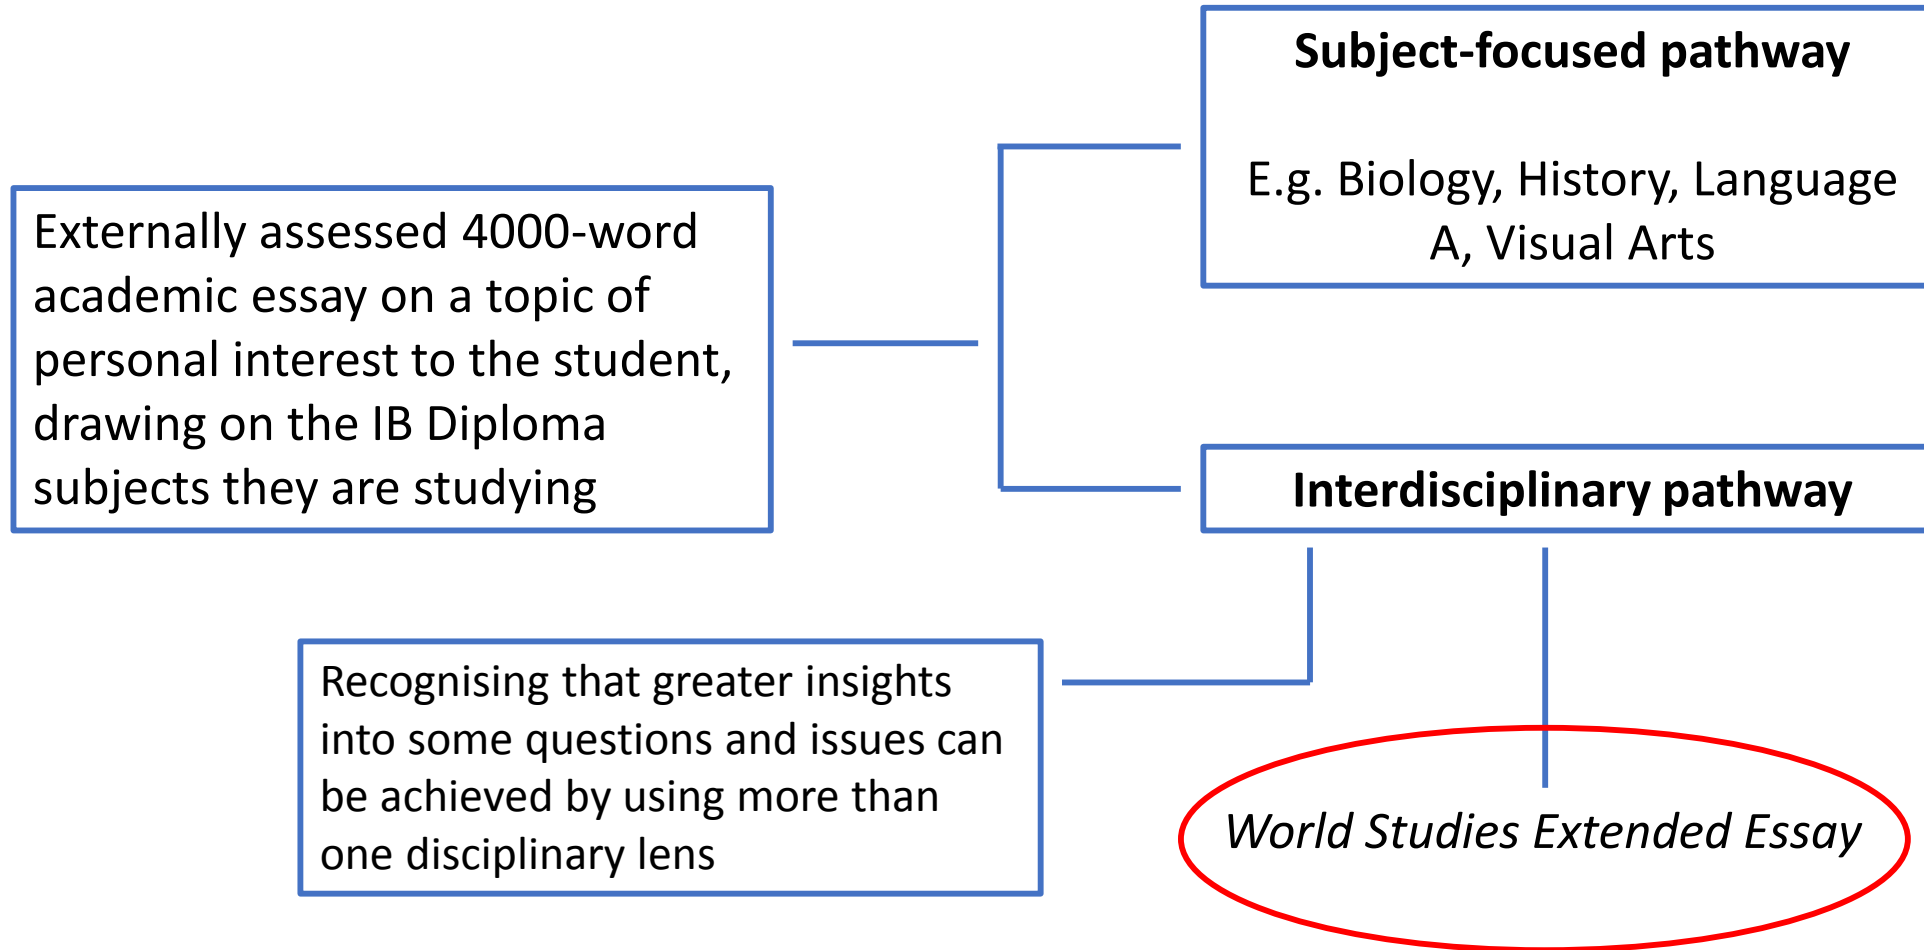 Subject-focused pathway
E.g. Biology, History, Language
A, Visual Arts
Externally assessed 4000-word
academic essay on a topic of
personal interest to the student,
drawing on the IB Diploma
subjects they are studying
Interdisciplinary pathway
Recognising that greater insights
into some questions and issues can
be achieved by using more than
one disciplinary lens
World Studies Extended Essay